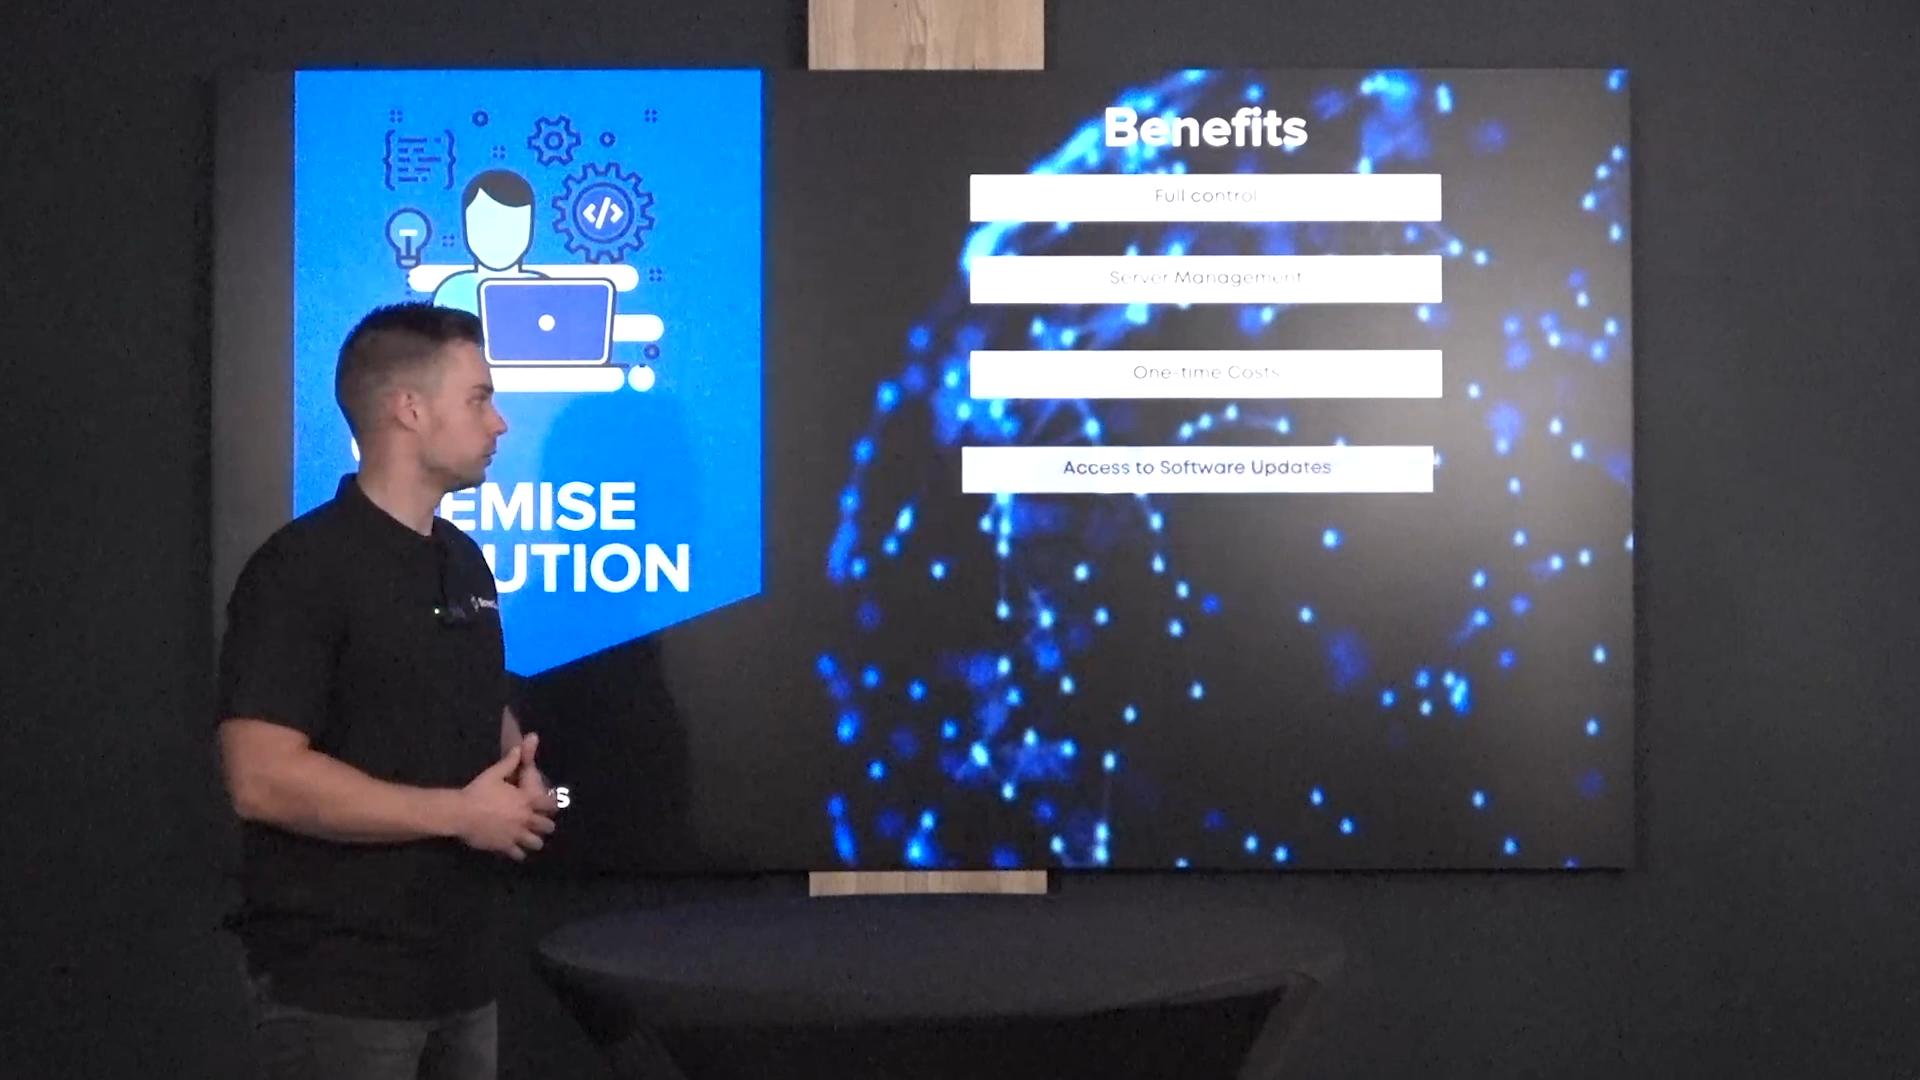 EMISE
UTION
Benefits
Full control
Server Management
One-time Costs
Access to Software Updates
s